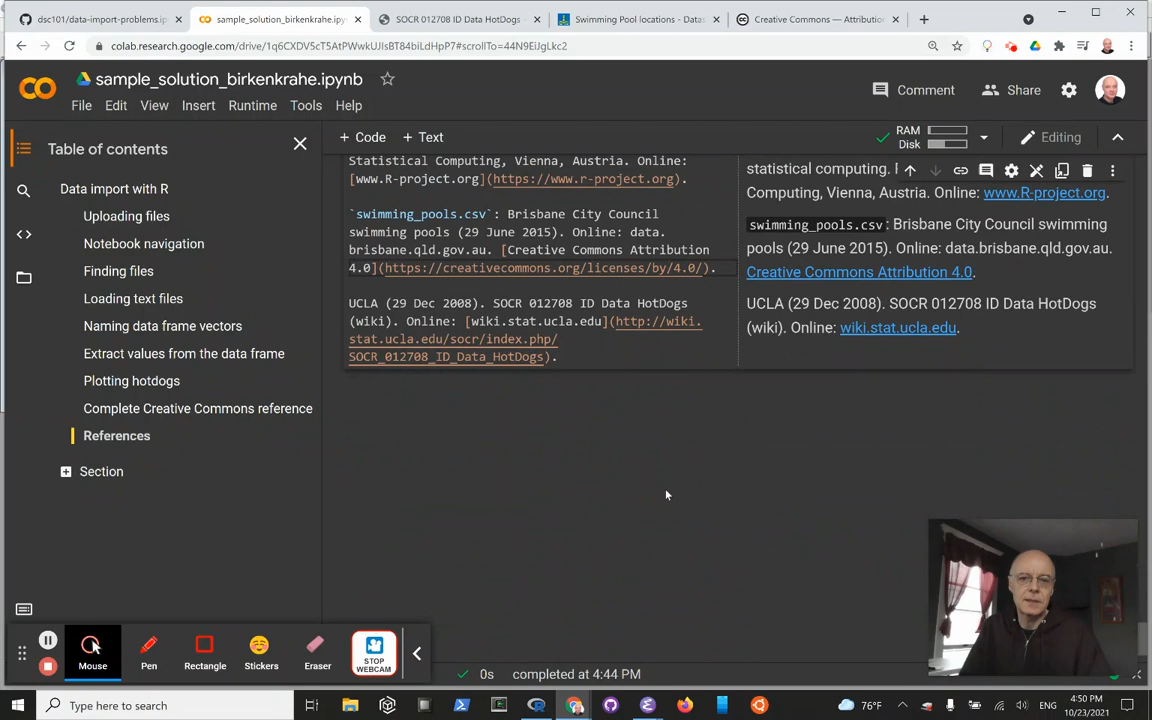 dsc101/data-import-problems.ip
sample_solution_birkenkrahe.ipyn
SOCR 012708 ID Data HotDogs -
Swimming Pool locations - Datas
Creative Commons — Attribution
colab.research.google.com/drive/1q6CXDV5cT5AtPWwkUJIsBT84biLdHpP7#scrollTo=44N9EiJgLkc2
sample_solution_birkenkrahe.ipynb
File Edit View Insert Runtime Tools Help
Comment
Share
Table of contents
+ Code + Text
RAM
Disk
Editing
Data import with R
Uploading files
Notebook navigation
Finding files
Loading text files
Naming data frame vectors
Extract values from the data frame
Plotting hotdogs
Complete Creative Commons reference
References
Section
Statistical Computing, Vienna, Austria. Online:
[www.R-project.org](https://www.r-project.org).
`swimming_pools.csv`: Brisbane City Council
swimming pools (29 June 2015). Online: data.
brisbane.qld.gov.au. [Creative Commons Attribution
4.0](https://creativecommons.org/licenses/by/4.0/).
UCLA (29 Dec 2008). SOCR 012708 ID Data HotDogs
(wiki). Online: [wiki.stat.ucla.edu](http://wiki.
stat.ucla.edu/socr/index.php/
SOCR_012708_ID_Data_HotDogs).
statistical computing.
Computing, Vienna, Austria. Online: www.R-project.org.
swimming_pools.csv: Brisbane City Council swimming
pools (29 June 2015). Online: data.brisbane.qld.gov.au.
Creative Commons Attribution 4.0.
UCLA (29 Dec 2008). SOCR 012708 ID Data HotDogs
(wiki). Online: wiki.stat.ucla.edu.
Mouse
Pen
Rectangle
Stickers
Eraser
STOP
WEBCAM
0s completed at 4:44 PM
Type here to search
76°F
ENG
4:50 PM
10/23/2021